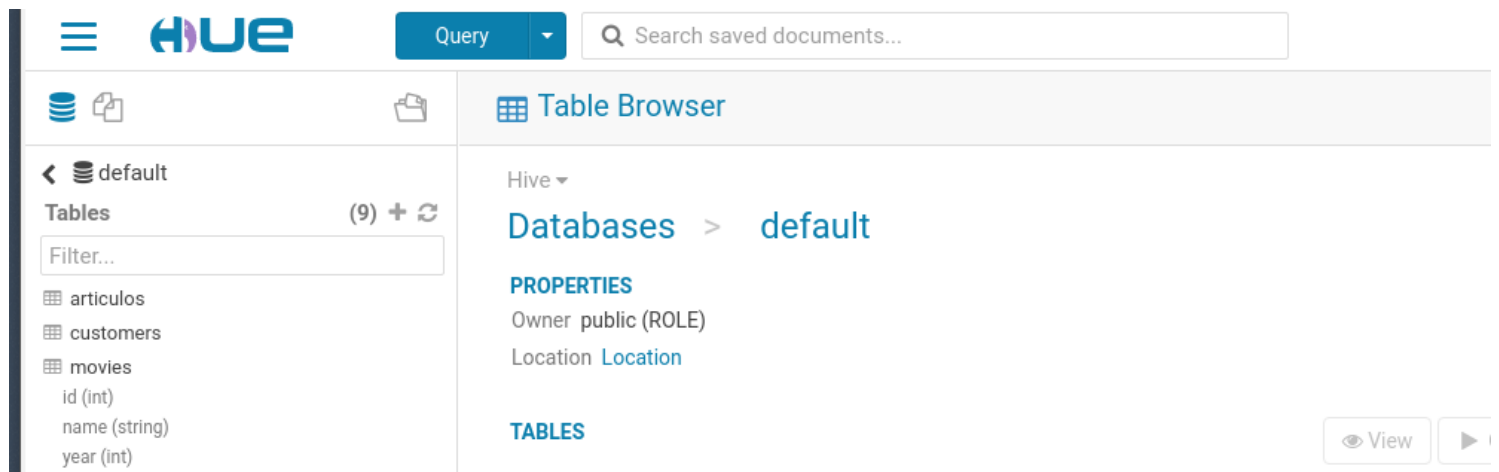 HUE
Query
Search saved documents...
Table Browser
default
Tables (9)
Filter...
articulos
customers
movies
id (int)
name (string)
year (int)
Hive
Databases > default
PROPERTIES
Owner public (ROLE)
Location Location
TABLES
View